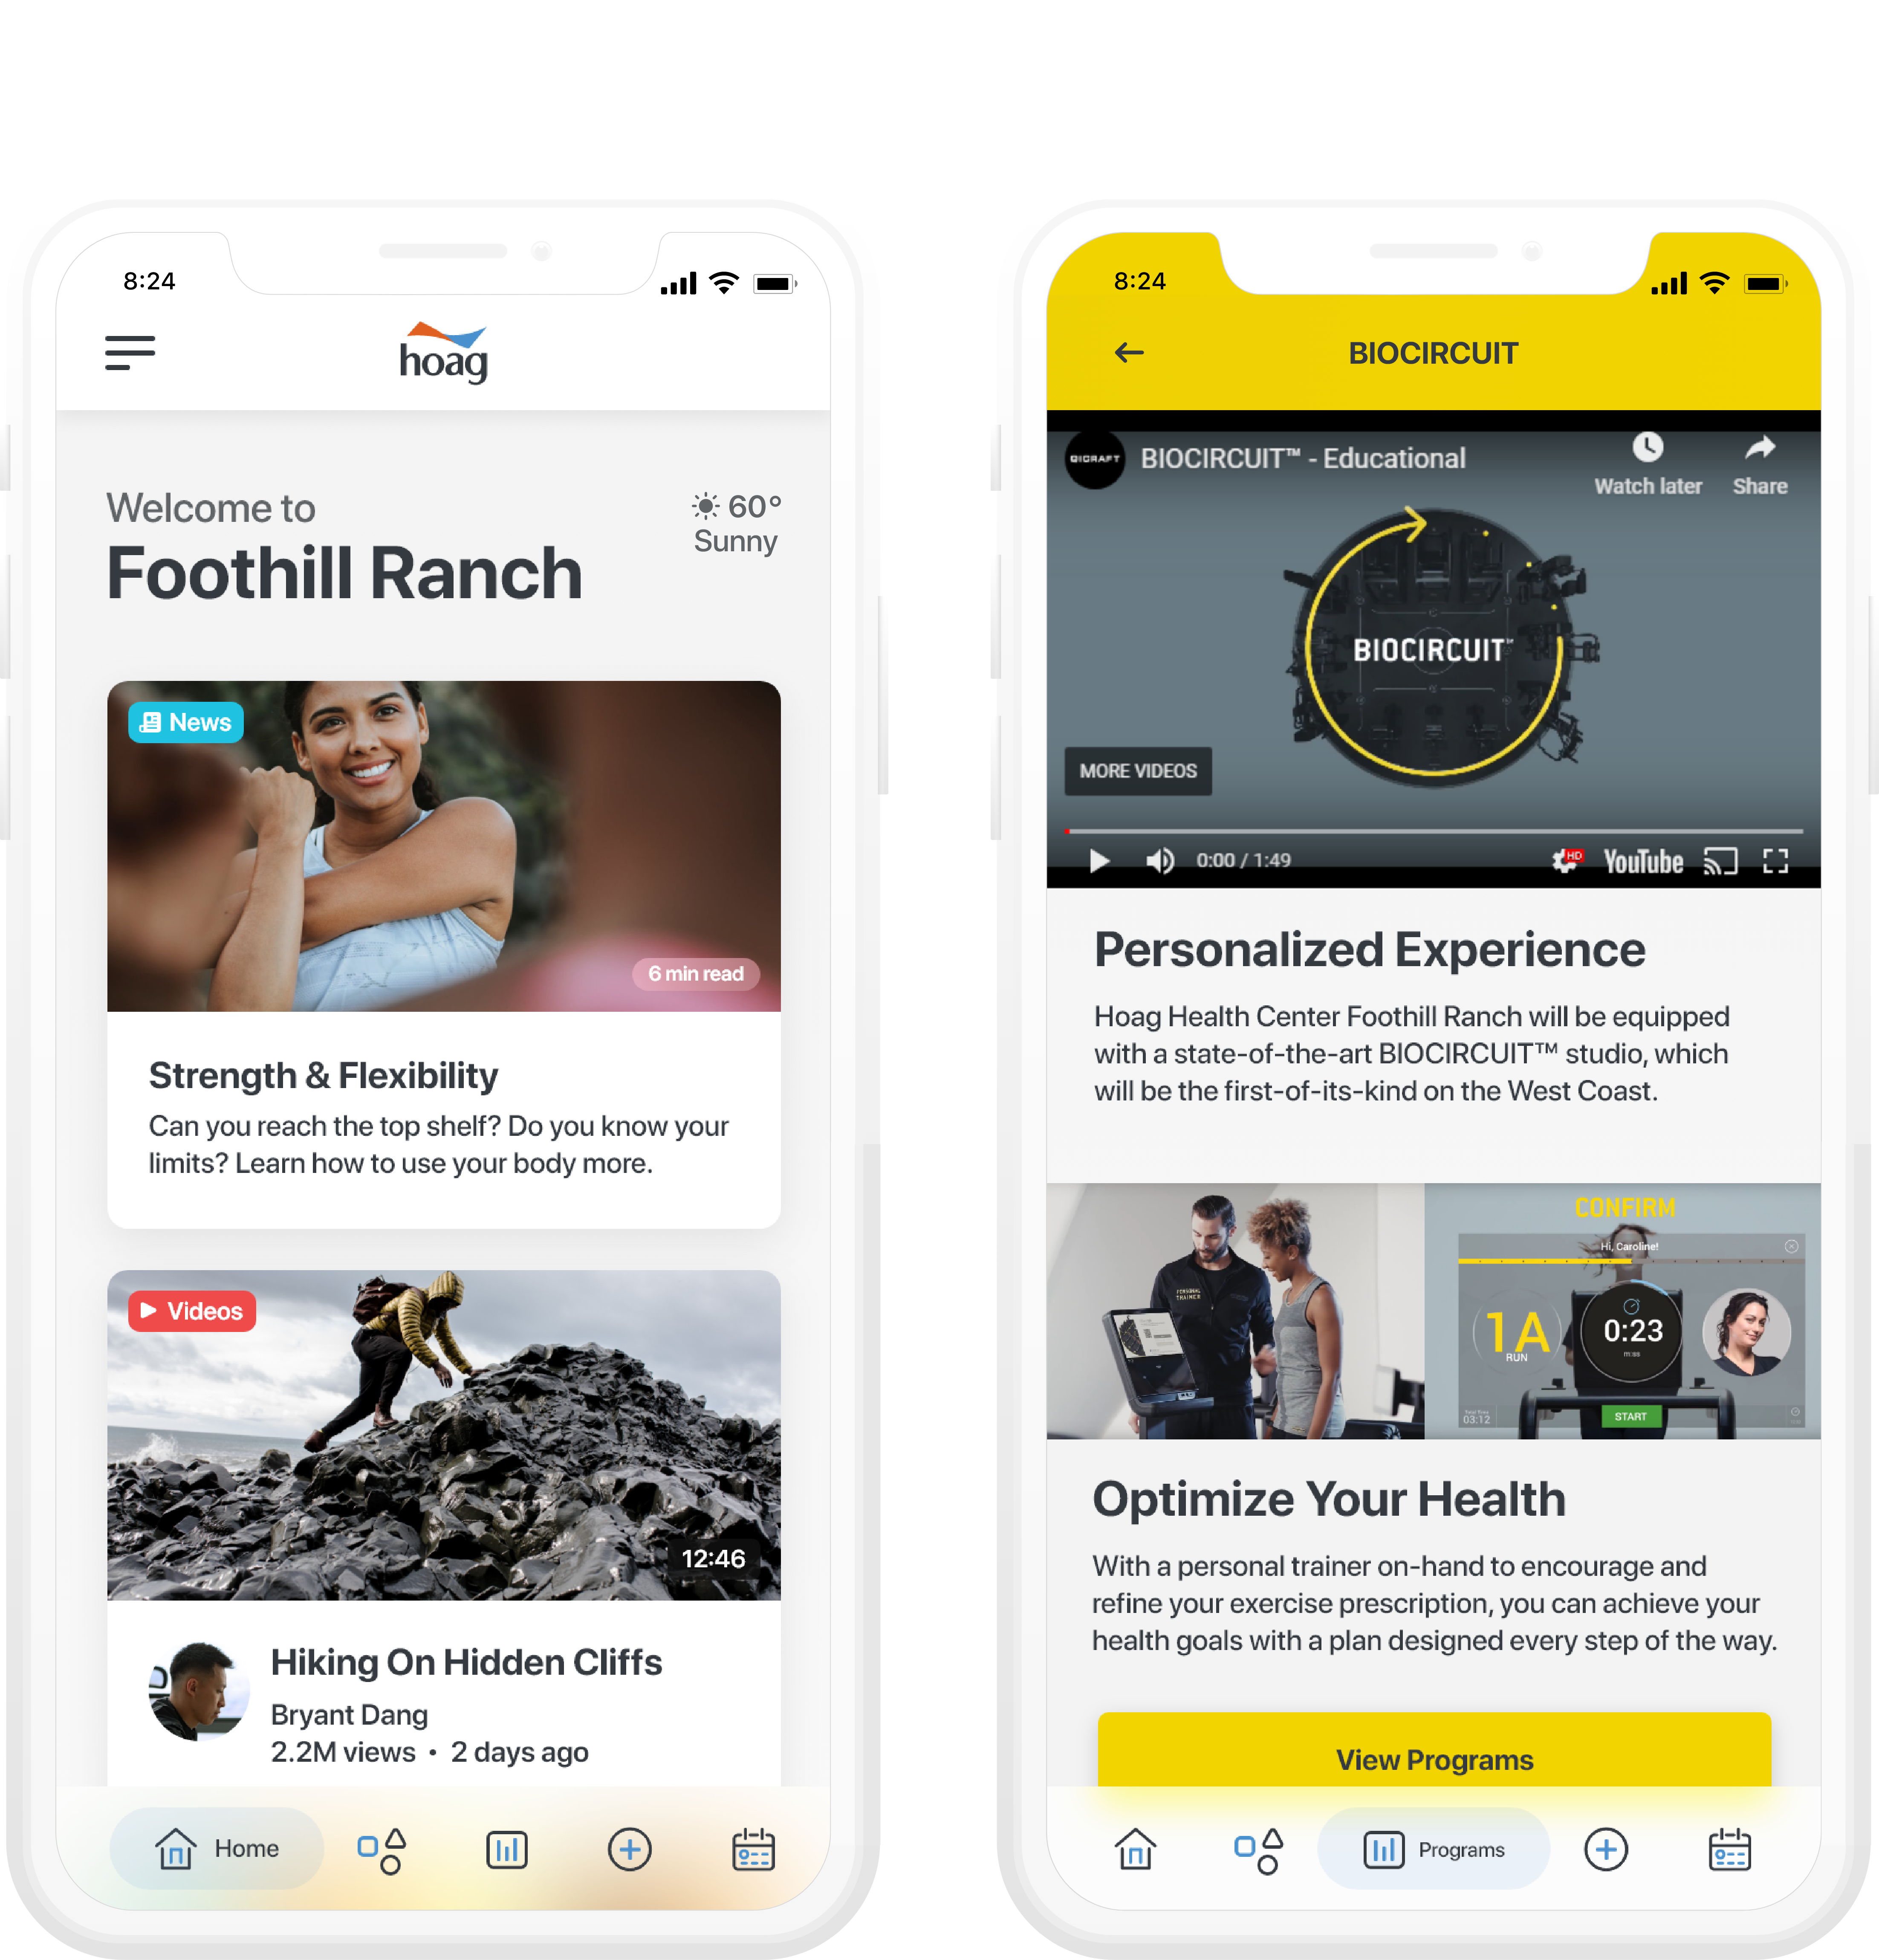 8:24
hoag
Welcome to
Foothill Ranch
60°
Sunny
News
6 min read
Strength & Flexibility
Can you reach the top shelf? Do you know your
limits? Learn how to use your body more.
Videos
12:46
Hiking On Hidden Cliffs
Bryant Dang
2.2M views • 2 days ago
Home
8:24
BIOCIRCUIT
BIOCIRCUIT™ - Educational
Watch later
Share
BIOCIRCUIT™
MORE VIDEOS
0:00 / 1:49
HD
YouTube
Personalized Experience
Hoag Health Center Foothill Ranch will be equipped
with a state-of-the-art BIOCIRCUIT™ studio, which
will be the first-of-its-kind on the West Coast.
PERSONAL
TRAINER
CONFIRM
Hi, Caroline!
1A
RUN
0:23
03:12
START
Optimize Your Health
With a personal trainer on-hand to encourage and
refine your exercise prescription, you can achieve your
health goals with a plan designed every step of the way.
View Programs
Programs